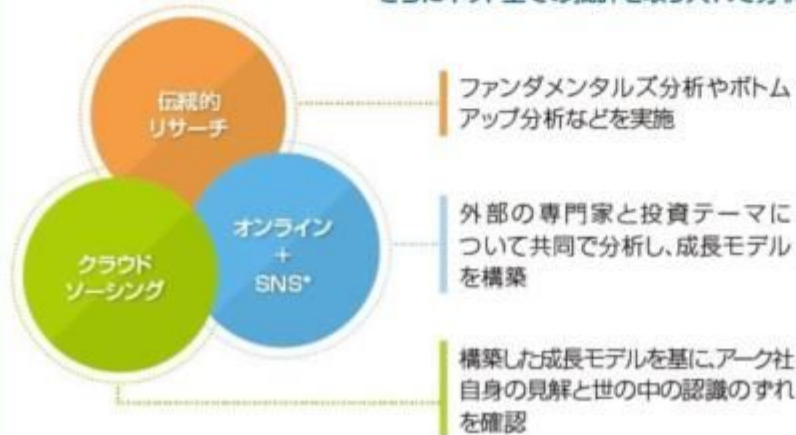 伝統的
リサーチ
ファンダメンタルズ分析やボトム
アップ分析などを実施
オンライン
+
SNS*
外部の専門家と投資テーマに
ついて共同で分析し、成長モデル
を構築
クラウド
ソーシング
構築した成長モデルを基に、アーク社
自身の見解と世の中の認識のずれ
を確認